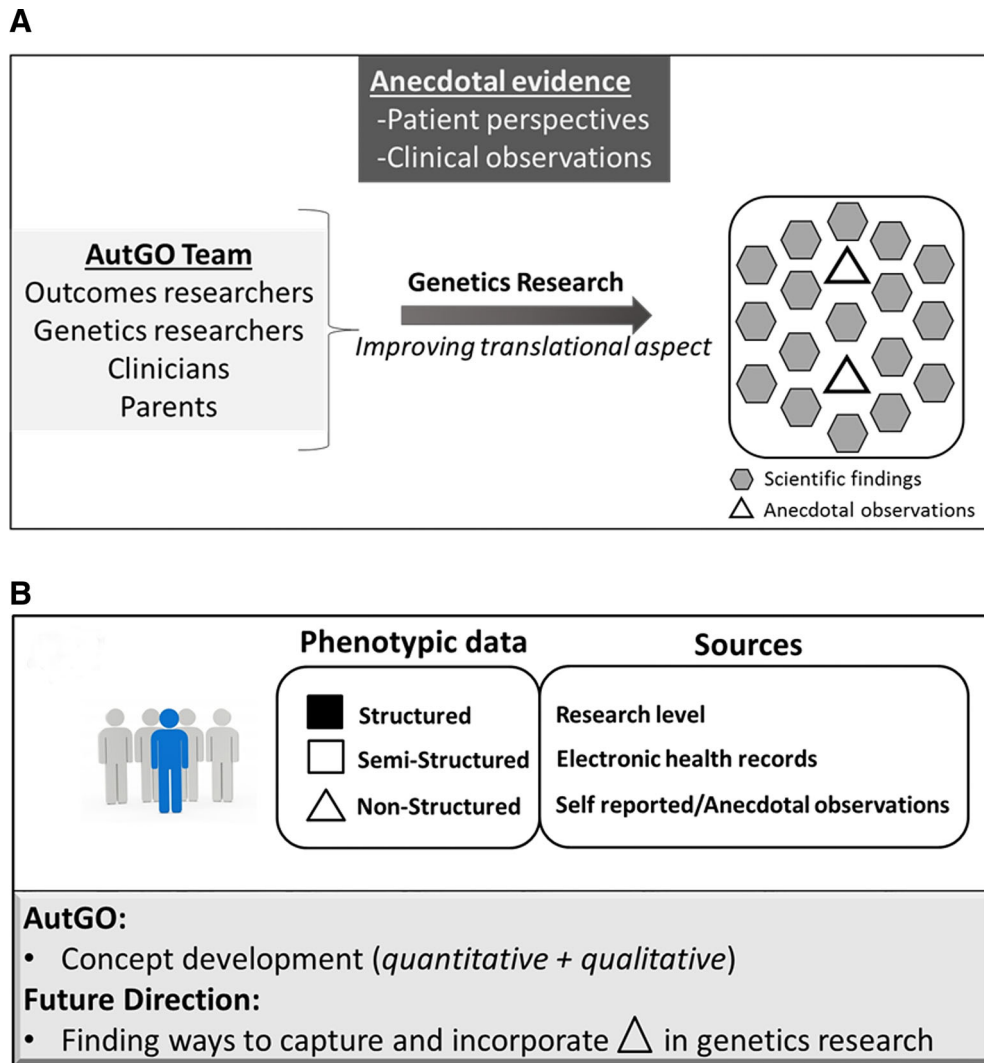 A
Anecdotal evidence
-Patient perspectives
-Clinical observations
AutGO Team
Outcomes researchers
Genetics researchers
Clinicians
Parents
Genetics Research
Improving translational aspect
Scientific findings
Anecdotal observations
B
Phenotypic data
Sources
Structured
Research level
Semi-Structured
Electronic health records
Non-Structured
Self reported/Anecdotal observations
AutGO:
• Concept development (quantitative + qualitative)
Future Direction:
• Finding ways to capture and incorporate △ in genetics research